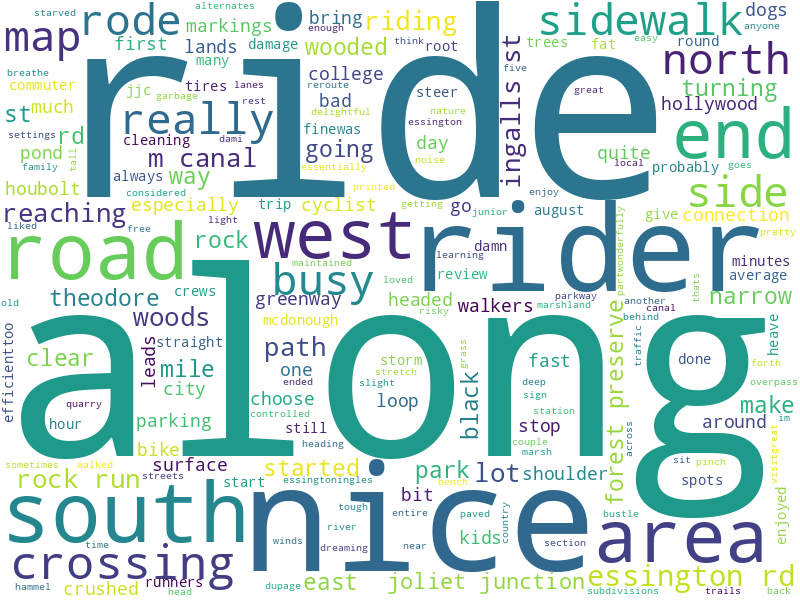 starved alternates
rode bring riding sidewalk dogs
markings enough anyone
map first lands damage wooded think root trees fat easy round
breathe many college five north
commuter jjc tires lanes steer great turning
much really reroute bad delightful nature hollywood
st garbage rest finewas essington ingalls st end
settings rd cleaning dami day local
tall pond m canal going noise quite probably goes
family always way essentially
houbolt considered printed enjoy side
reaching especially trip cyclist getting junior go august give connection
liked free light rider pretty
ride
road rock west damn learning partwonderfully minutes
maintained loved review average
crews busy headed parkway thats
old theodore greenway walkers marshland another canal narrow
woods mcdonough risky behind heave
efficienttoo straight path storm grass fast traffic done forth
clear leads mile one stretch forest preserve overpass
city ended slight deep
quarry choose loop black sign make
hour parking controlled station around im
still stop across
bike heading couple
sometimes walked surface started park marsh sit pinch
streets lot shoulder visitgreat
rock run start essingtoningles bench spots
along
south nice bit tough kids country bustle enjoyed
time winds river entire paved area
crossing dreaming near section
crushed runners east joliet junction essington rd
hammel head dupage subdivisions trails back